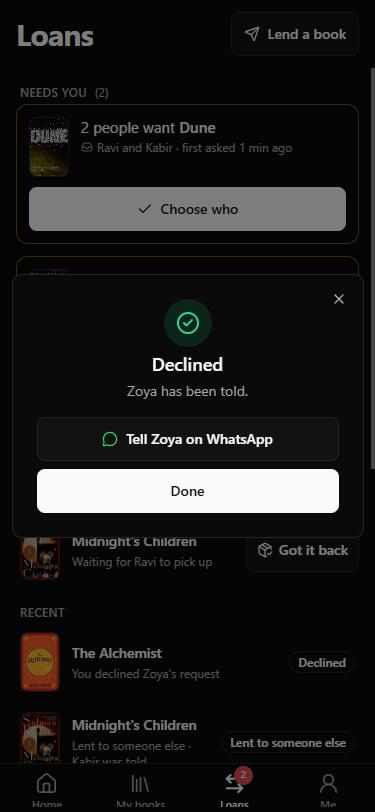 Loans
Lend a book
NEEDS YOU (2)
DUNE
2 people want Dune
Ravi and Kabir · first asked 1 min ago
Choose who
Declined
Zoya has been told.
Tell Zoya on WhatsApp
Done
Midnight's Children
Waiting for Ravi to pick up
Got it back
RECENT
The Alchemist
You declined Zoya's request
Declined
Midnight's Children
Lent to someone else ·
Kabir was told
Lent to someone else
2
Home
My books
Loans
Me